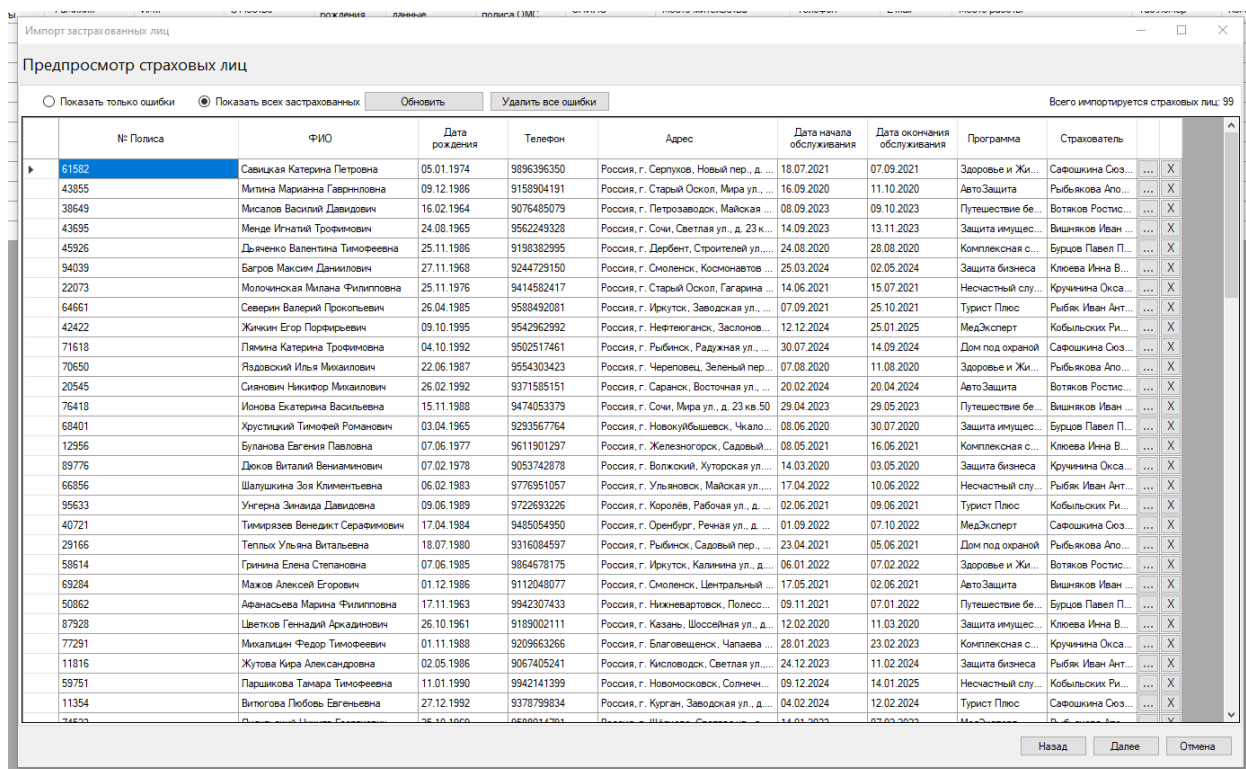 рождения данные полиса ОМС
Импорт застрахованных лиц
Предпросмотр страховых лиц
Показать только ошибки Показать всех застрахованных Обновить Удалить все ошибки Всего импортируется страховых лиц: 99
№ Полиса ФИО Дата рождения Телефон Адрес Дата начала обслуживания Дата окончания обслуживания Программа Страхователь
61582 Савицкая Катерина Петровна 05.01.1974 9896396350 Россия, г. Серпухов, Новый пер., д. ... 18.07.2021 07.09.2021 Здоровье и Жи... Сафошкина Сюз... ... X
43855 Митина Марианна Гаврннловна 09.12.1986 9158904191 Россия, г. Старый Оскол, Мира ул., ... 16.09.2020 11.10.2020 АвтоЗащита Рыбьякова Апо... ... X
38649 Мисалов Василий Давидович 16.02.1964 9076485079 Россия, г. Петрозаводск, Майская ... 08.09.2023 09.10.2023 Путешествие бе... Вотяков Ростис... ... X
43695 Менде Игнатий Трофимович 24.08.1965 9562249328 Россия, г. Сочи, Светлая ул., д. 23 к... 14.09.2023 13.11.2023 Защита имущес... Вишняков Иван ... ... X
45926 Дьяченко Валентина Тимофеевна 25.11.1986 9198382995 Россия, г. Дербент, Строителей ул.,... 24.08.2020 28.08.2020 Комплексная с... Бурцов Павел П... ... X
94039 Багров Максим Даниилович 27.11.1968 9244729150 Россия, г. Смоленск, Космонавтов ... 25.03.2024 02.05.2024 Защита бизнеса Клюева Инна В... ... X
22073 Молочинская Милана Филипповна 25.11.1976 9414582417 Россия, г. Старый Оскол, Гагарина ... 14.06.2021 15.07.2021 Несчастный слу... Кручинина Окса... ... X
64661 Северин Валерий Прокопьевич 26.04.1985 9588492081 Россия, г. Иркутск, Заводская ул., ... 07.09.2021 25.10.2021 Турист Плюс Рыбяк Иван Ант... ... X
42422 Жичкин Егор Порфирьевич 09.10.1995 9542962992 Россия, г. Нефтеюганск, Заслонов... 12.12.2024 25.01.2025 МедЭксперт Кобыльских Ри... ... X
71618 Лямина Катерина Трофимовна 04.10.1992 9502517461 Россия, г. Рыбинск, Радужная ул., ... 30.07.2024 14.09.2024 Дом под охраной Сафошкина Сюз... ... X
70650 Яздовский Илья Михаилович 22.06.1987 9554303423 Россия, г. Череповец, Зеленый пер... 07.08.2020 11.08.2020 Здоровье и Жи... Рыбьякова Апо... ... X
20545 Сиянович Никифор Михаилович 26.02.1992 9371585151 Россия, г. Саранск, Восточная ул., ... 20.02.2024 20.04.2024 АвтоЗащита Вотяков Ростис... ... X
76418 Ионова Екатерина Васильевна 15.11.1988 9474053379 Россия, г. Сочи, Мира ул., д. 23 кв.50 29.04.2023 29.05.2023 Путешествие бе... Вишняков Иван ... ... X
68401 Хрустицкий Тимофей Романович 03.04.1965 9293567764 Россия, г. Новокуйбышевск, Чкало... 08.06.2020 30.07.2020 Защита имущес... Бурцов Павел П... ... X
12956 Буланова Евгения Павловна 07.06.1977 9611901297 Россия, г. Железногорск, Садовый... 08.05.2021 16.06.2021 Комплексная с... Клюева Инна В... ... X
89776 Дюков Виталий Вениаминович 07.02.1978 9053742878 Россия, г. Волжский, Хуторская ул.... 14.03.2020 03.05.2020 Защита бизнеса Кручинина Окса... ... X
66856 Шалушкина Зоя Климентьевна 06.02.1983 9776951057 Россия, г. Ульяновск, Майская ул.,... 17.04.2022 10.06.2022 Несчастный слу... Рыбяк Иван Ант... ... X
95633 Унгерна Зинаида Давидовна 09.06.1989 9722693226 Россия, г. Королёв, Рабочая ул., д. ... 02.06.2021 09.06.2021 Турист Плюс Кобыльских Ри... ... X
40721 Тимирязев Венедикт Серафимович 17.04.1984 9485054950 Россия, г. Оренбург, Речная ул., д. ... 01.09.2022 07.10.2022 МедЭксперт Сафошкина Сюз... ... X
29166 Теплых Ульяна Витальевна 18.07.1980 9316084597 Россия, г. Рыбинск, Садовый пер., ... 23.04.2021 05.06.2021 Дом под охраной Рыбьякова Апо... ... X
58614 Гринина Елена Степановна 07.06.1985 9864678175 Россия, г. Иркутск, Калинина ул., д.... 06.01.2022 07.02.2022 Здоровье и Жи... Вотяков Ростис... ... X
69284 Мажов Алексей Егорович 01.12.1986 9112048077 Россия, г. Смоленск, Центральный ... 17.05.2021 02.06.2021 АвтоЗащита Вишняков Иван ... ... X
50862 Афанасьева Марина Филипповна 17.11.1963 9942307433 Россия, г. Нижневартовск, Полесс... 09.11.2021 07.01.2022 Путешествие бе... Бурцов Павел П... ... X
87928 Цветков Геннадий Аркадинович 26.10.1961 9189002111 Россия, г. Казань, Шоссейная ул., д... 12.02.2020 11.03.2020 Защита имущес... Клюева Инна В... ... X
77291 Михалицин Федор Тимофеевич 01.11.1988 9209663266 Россия, г. Благовещенск, Чапаева ... 28.01.2023 23.02.2023 Комплексная с... Кручинина Окса... ... X
11816 Жутова Кира Александровна 02.05.1986 9067405241 Россия, г. Кисловодск, Светлая ул.,... 24.12.2023 11.02.2024 Защита бизнеса Рыбяк Иван Ант... ... X
59751 Паршикова Тамара Тимофеевна 11.01.1990 9942141399 Россия, г. Новомосковск, Солнечн... 09.12.2024 14.01.2025 Несчастный слу... Кобыльских Ри... ... X
11354 Витюгова Любовь Евгеньевна 27.12.1992 9378799834 Россия, г. Курган, Заводская ул., д.... 04.02.2024 12.02.2024 Турист Плюс Сафошкина Сюз... ... X
Назад Далее Отмена